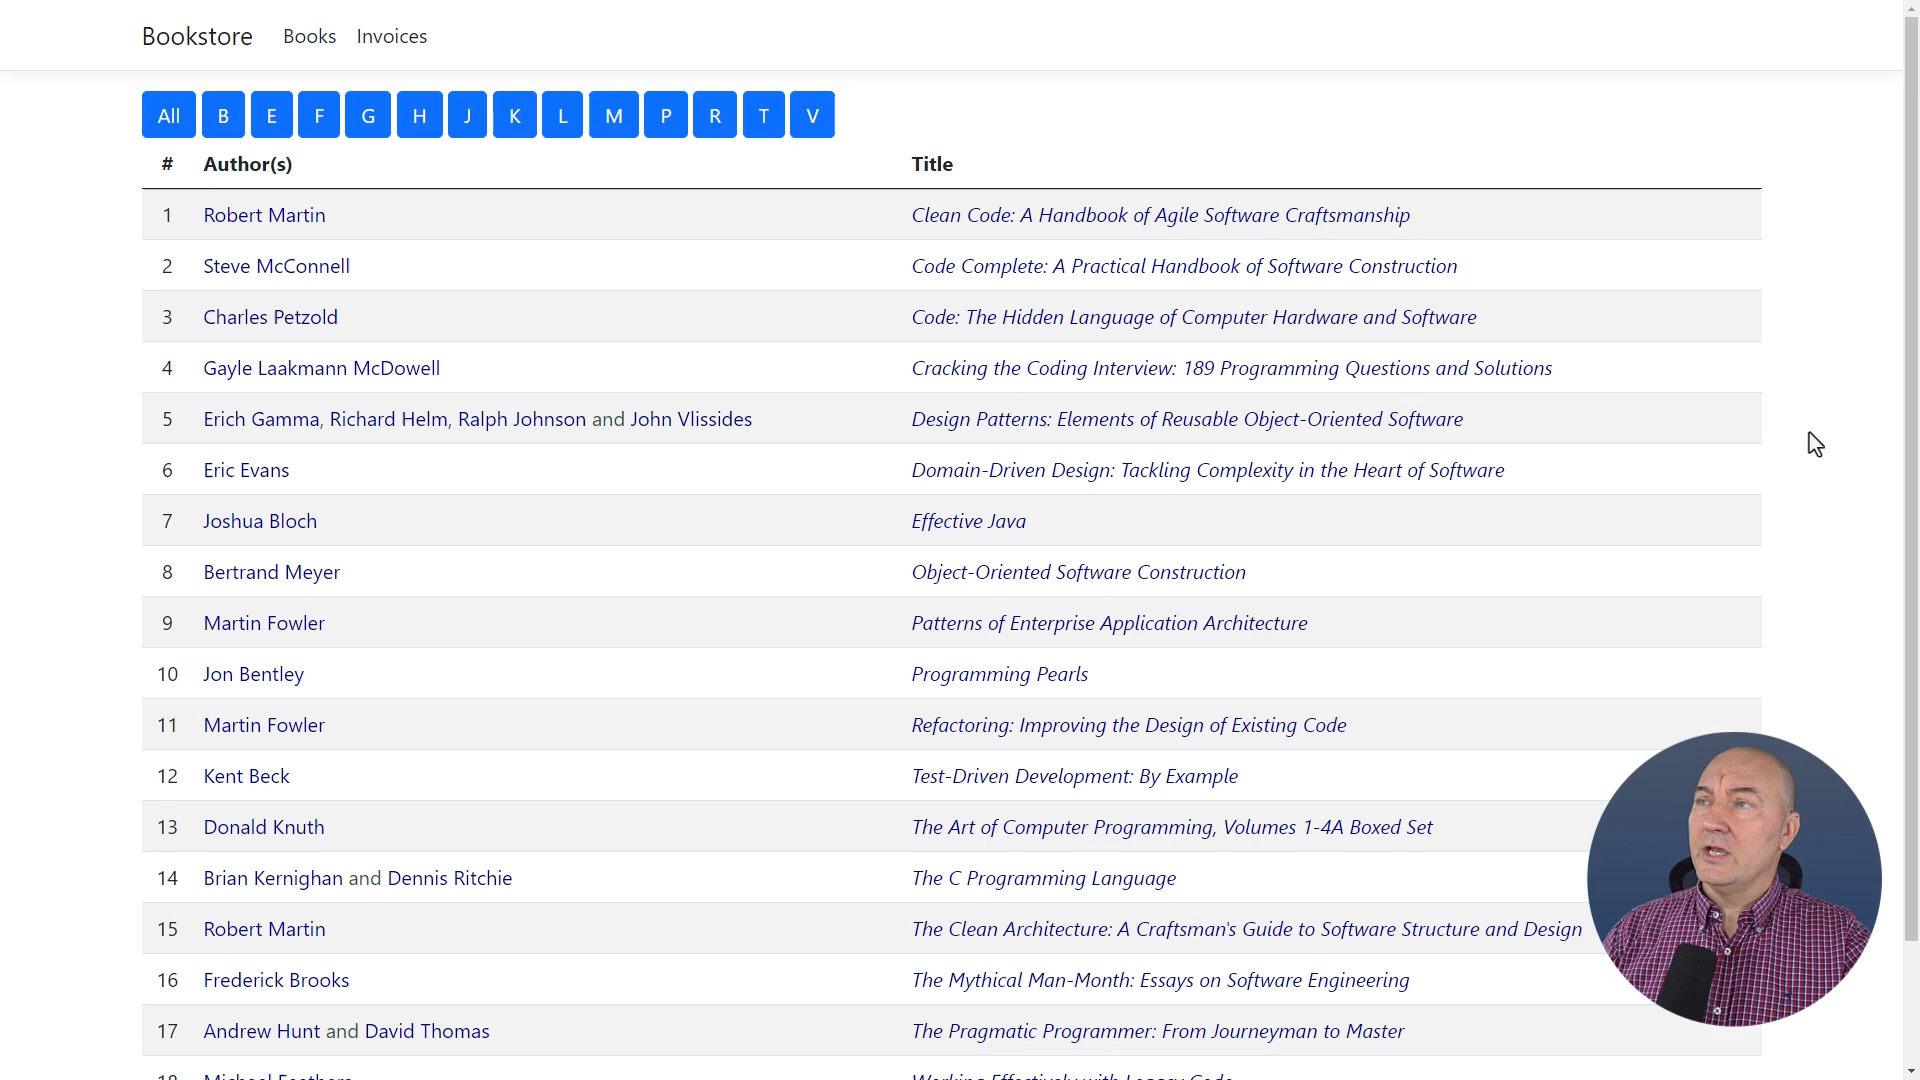 Bookstore Books Invoices
All B E F G H J K L M P R T V
# Author(s) Title
1 Robert Martin Clean Code: A Handbook of Agile Software Craftsmanship
2 Steve McConnell Code Complete: A Practical Handbook of Software Construction
3 Charles Petzold Code: The Hidden Language of Computer Hardware and Software
4 Gayle Laakmann McDowell Cracking the Coding Interview: 189 Programming Questions and Solutions
5 Erich Gamma, Richard Helm, Ralph Johnson and John Vlissides Design Patterns: Elements of Reusable Object-Oriented Software
6 Eric Evans Domain-Driven Design: Tackling Complexity in the Heart of Software
7 Joshua Bloch Effective Java
8 Bertrand Meyer Object-Oriented Software Construction
9 Martin Fowler Patterns of Enterprise Application Architecture
10 Jon Bentley Programming Pearls
11 Martin Fowler Refactoring: Improving the Design of Existing Code
12 Kent Beck Test-Driven Development: By Example
13 Donald Knuth The Art of Computer Programming, Volumes 1-4A Boxed Set
14 Brian Kernighan and Dennis Ritchie The C Programming Language
15 Robert Martin The Clean Architecture: A Craftsman's Guide to Software Structure and Design
16 Frederick Brooks The Mythical Man-Month: Essays on Software Engineering
17 Andrew Hunt and David Thomas The Pragmatic Programmer: From Journeyman to Master
18 Michael Feathers Working Effectively with Legacy Code